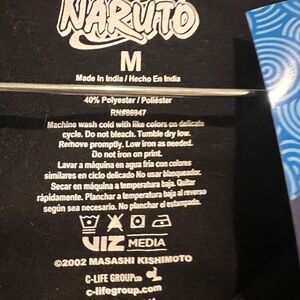 NARUTO
M
Made in India / Hecho En India
40% Polyester / Poliéster
RN#86947
Machine wash cold with like colors on delicate
cycle. Do not bleach. Tumble dry low.
Remove promptly. Low iron as needed.
Do not iron on print.
Lavar a máquina en agua fría con colores
similares en ciclo delicado No usar blanqueador.
Secar en máquina a temperatura baja. Quitar
rápidamente. Planchar a temperatura baja al reverso
según sea necesario. No planchar el estampado.
VIZ MEDIA
©2002 MASASHI KISHIMOTO
C-LIFE GROUP LTD
c-lifegroup.com